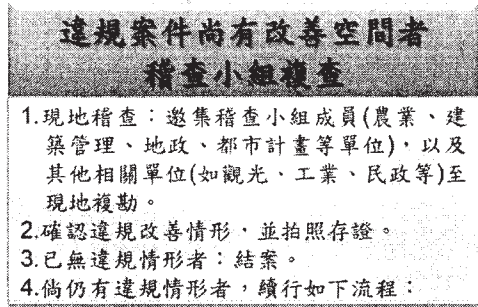 違規案件尚有改善空間者
稽查小組複查
1.現地稽查：邀集稽查小組成員(農業、建
築管理、地政、都市計畫等單位)，以及
其他相關單位(如觀光、工業、民政等)至
現地複勘。
2.確認違規改善情形，並拍照存證。
3.已無違規情形者：結案。
4.倘仍有違規情形者，續行如下流程：